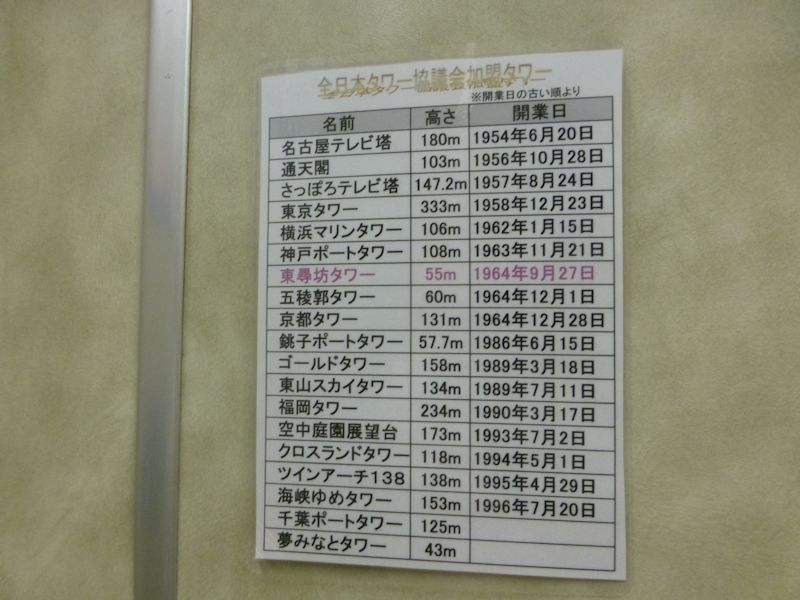 全日本タワー協議会加盟タワー
※開業日の古い順より
名前 高さ 開業日
名古屋テレビ塔 180m 1954年6月20日
通天閣 103m 1956年10月28日
さっぽろテレビ塔 147.2m 1957年8月24日
東京タワー 333m 1958年12月23日
横浜マリンタワー 106m 1962年1月15日
神戸ポートタワー 108m 1963年11月21日
東尋坊タワー 55m 1964年9月27日
五稜郭タワー 60m 1964年12月1日
京都タワー 131m 1964年12月28日
銚子ポートタワー 57.7m 1986年6月15日
ゴールドタワー 158m 1989年3月18日
東山スカイタワー 134m 1989年7月11日
福岡タワー 234m 1990年3月17日
空中庭園展望台 173m 1993年7月2日
クロスランドタワー 118m 1994年5月1日
ツインアーチ138 138m 1995年4月29日
海峡ゆめタワー 153m 1996年7月20日
千葉ポートタワー 125m
夢みなとタワー 43m